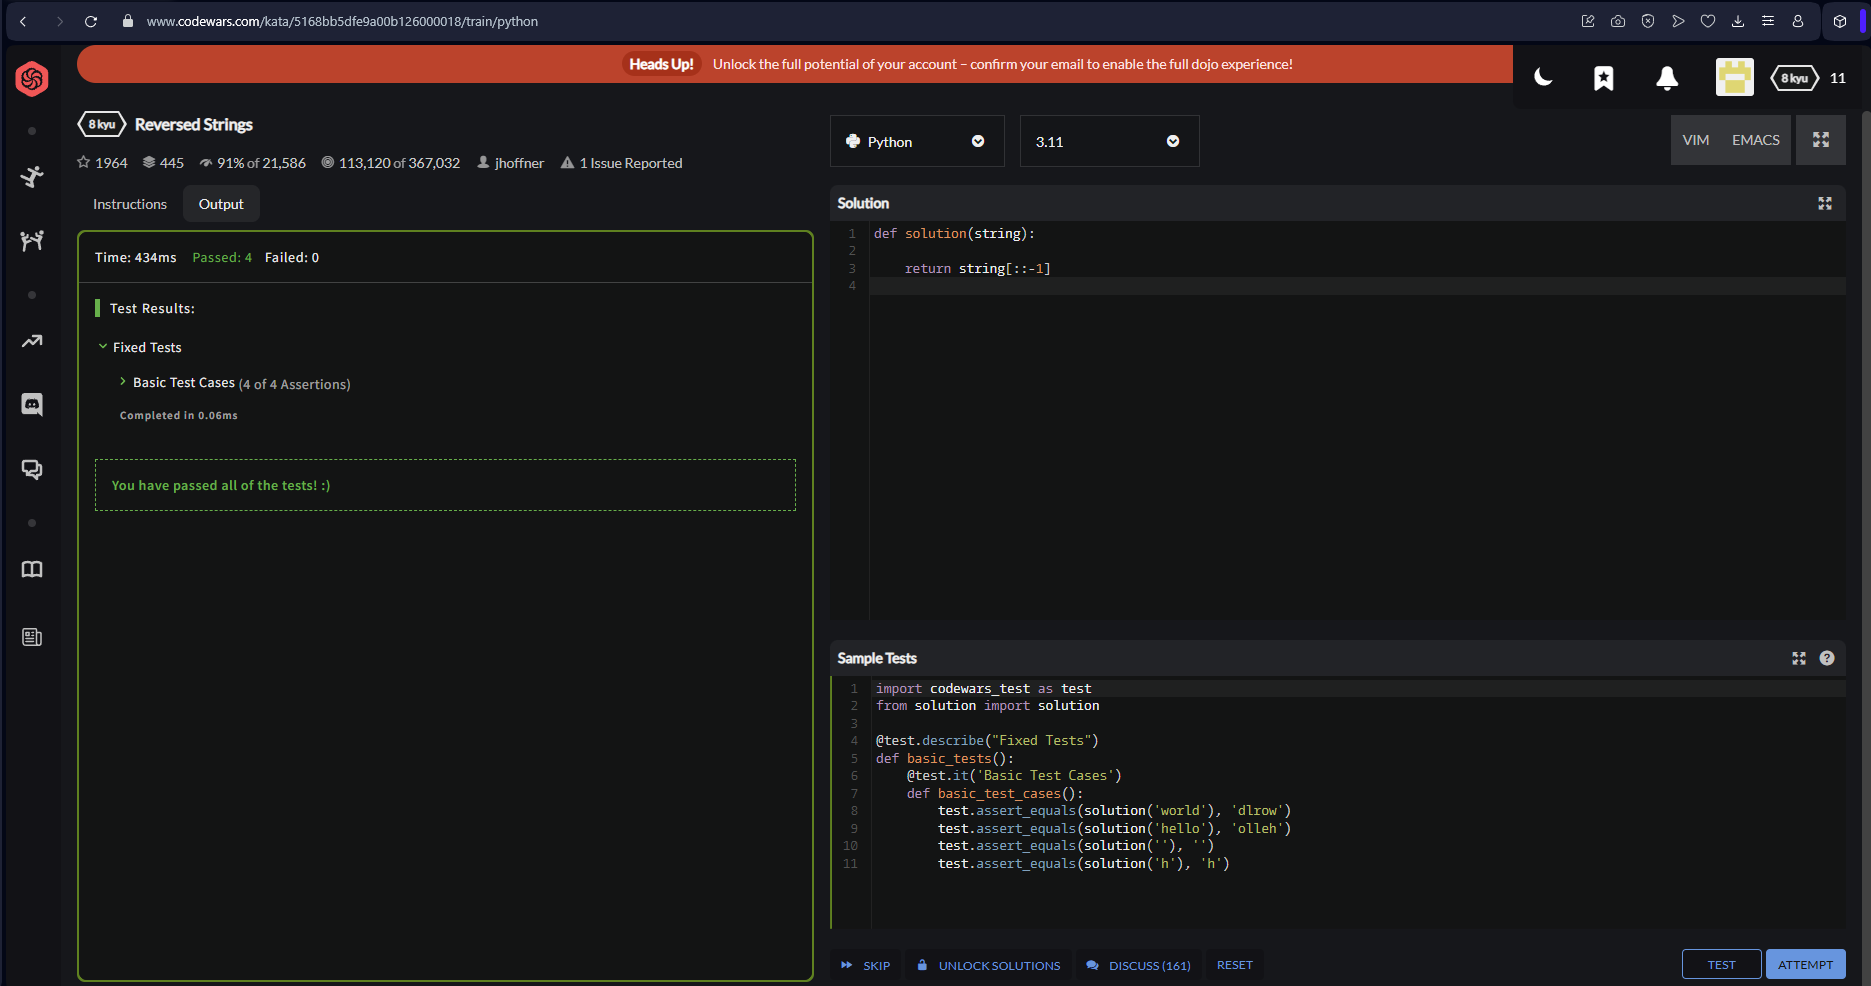 www.codewars.com/kata/5168bb5dfe9a00b126000018/train/python
Heads Up! Unlock the full potential of your account – confirm your email to enable the full dojo experience!
8 kyu 11
8 kyu Reversed Strings
1964 445 91% of 21,586 113,120 of 367,032 jhoffner 1 Issue Reported
Instructions Output
Time: 434ms Passed: 4 Failed: 0
Test Results:
Fixed Tests
Basic Test Cases (4 of 4 Assertions)
Completed in 0.06ms
You have passed all of the tests! :)
Python 3.11 VIM EMACS
Solution
1 def solution(string):
2
3     return string[::-1]
4
Sample Tests
1 import codewars_test as test
2 from solution import solution
3
4 @test.describe("Fixed Tests")
5 def basic_tests():
6     @test.it('Basic Test Cases')
7     def basic_test_cases():
8         test.assert_equals(solution('world'), 'dlrow')
9         test.assert_equals(solution('hello'), 'olleh')
10         test.assert_equals(solution(''), '')
11         test.assert_equals(solution('h'), 'h')
SKIP UNLOCK SOLUTIONS DISCUSS (161) RESET TEST ATTEMPT